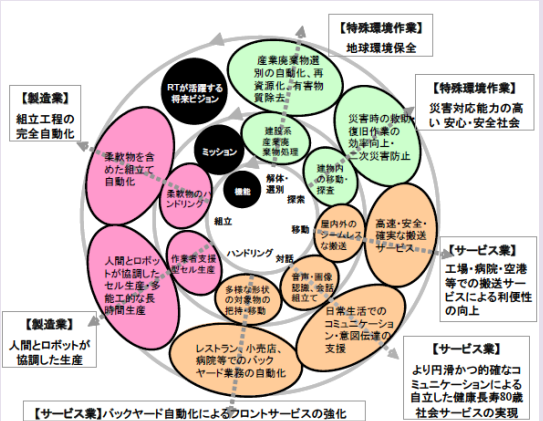 【特殊環境作業】
地球環境保全
【特殊環境作業】
災害対応能力の高
い 安心・安全社会
【製造業】
組立工程の
完全自動化
RTが活躍する
将来ビジョン
ミッション
機能
産業廃棄物選
別の自動化、再
資源化、有害物
質除去
建設系
産業廃
棄物処理
災害時の救助・
復旧作業の
効率向上・
二次災害防止
建物内
の移動・
探査
解体・
選別
探索
移動
対話
ハンドリング
組立
柔軟物を含
めた組立て
自動化
柔軟物のハ
ンドリング
屋内外の
な搬送
高速・安全・
確実な搬送
サービス
人間とロボッ
トが協調した
セル生産・多
能工的な長
時間生産
作業者支援
型セル生産
多様な形状
の対象物の
把持・移動
音声・画像
認識、会話
組立て
日常生活での
コミュニケーショ
ン・意図伝達の
支援
レストラン、小売店、
病院等でのバック
ヤード業務の自動化
【サービス業】
工場・病院・空港
等での搬送サー
ビスによる利便性
の向上
【製造業】
人間とロボットが
協調した生産
【サービス業】
より円滑かつ的確なコ
ミュニケーションによる
自立した健康長寿80歳
社会サービスの実現
【サービス業】バックヤード自動化によるフロントサービスの強化